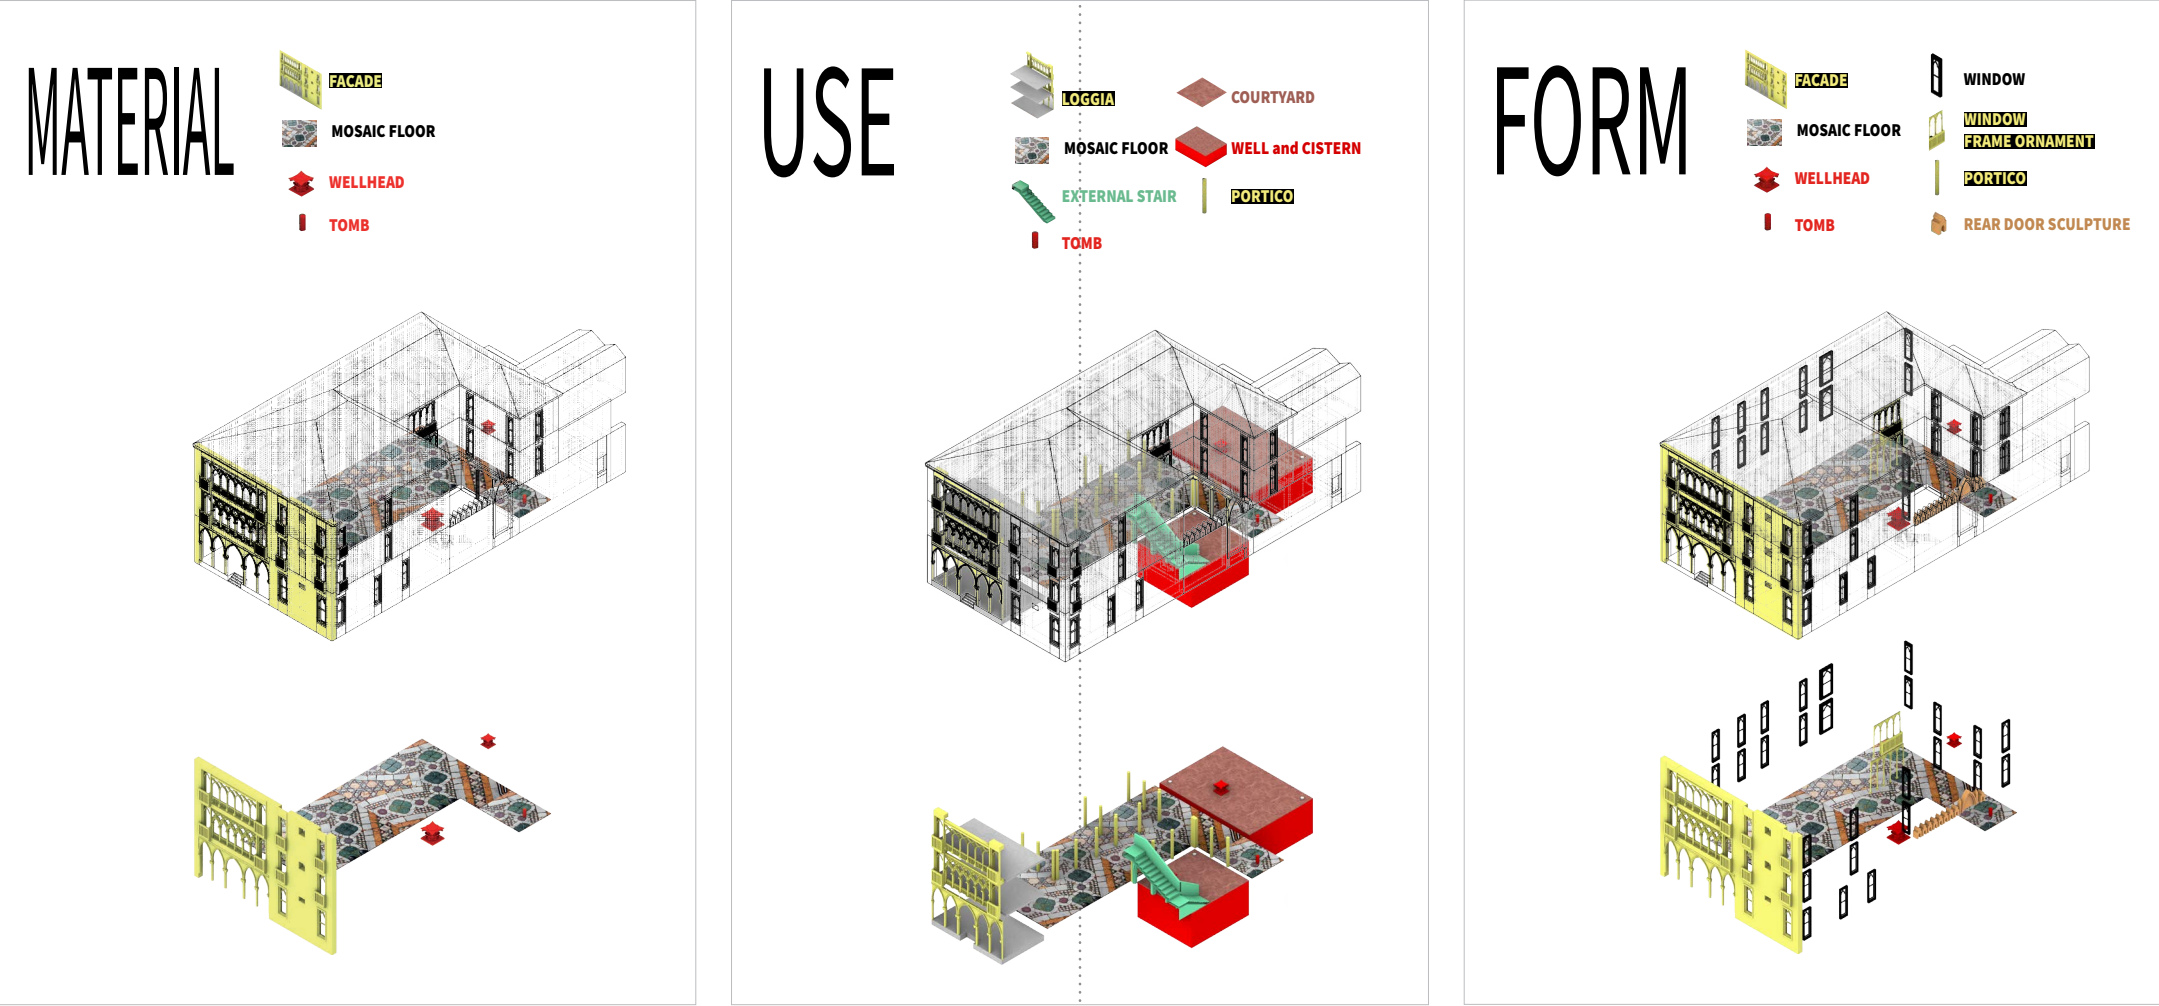 MATERIAL
FACADE
MOSAIC FLOOR
WELLHEAD
TOMB
USE
LOGGIA
MOSAIC FLOOR
EXTERNAL STAIR
TOMB
COURTYARD
WELL and CISTERN
PORTICO
FORM
FACADE
MOSAIC FLOOR
WELLHEAD
TOMB
WINDOW
WINDOW
FRAME ORNAMENT
PORTICO
REAR DOOR SCULPTURE